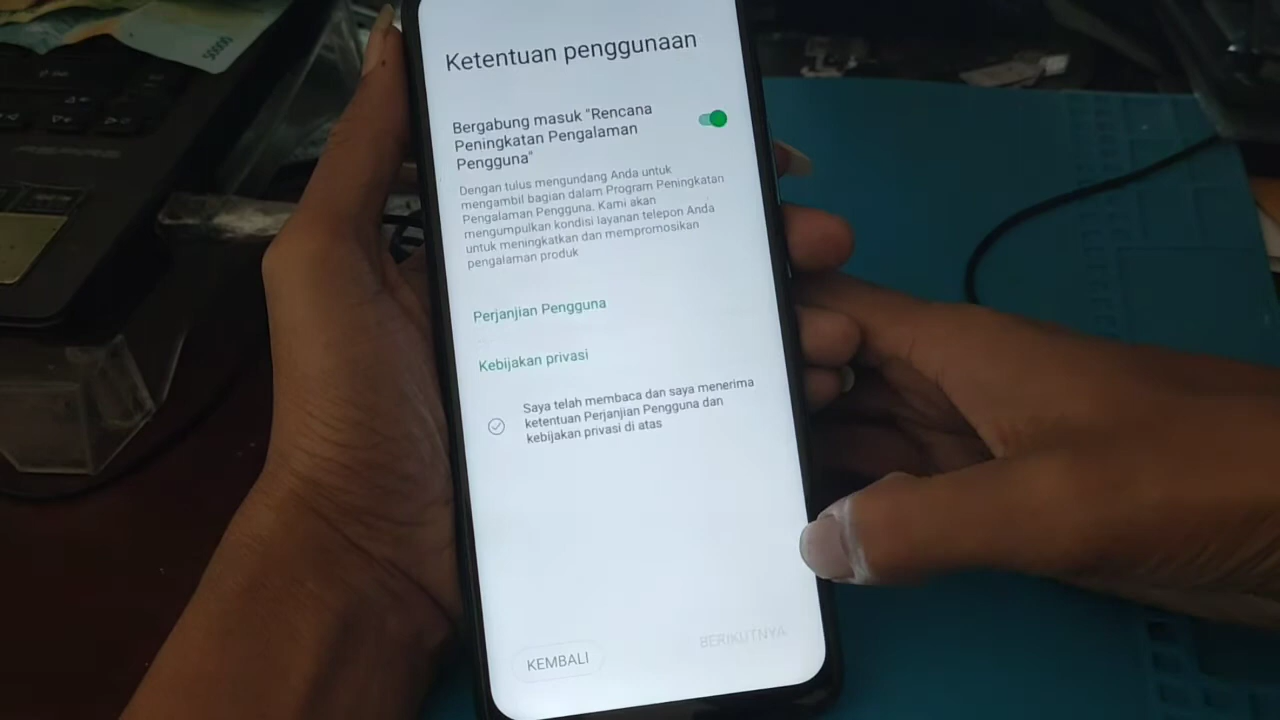 50000
ASPIRE
Ketentuan penggunaan
Bergabung masuk "Rencana
Peningkatan Pengalaman
Pengguna"
Dengan tulus mengundang Anda untuk
mengambil bagian dalam Program Peningkatan
Pengalaman Pengguna. Kami akan
mengumpulkan kondisi layanan telepon Anda
untuk meningkatkan dan mempromosikan
pengalaman produk
Perjanjian Pengguna
Kebijakan privasi
Saya telah membaca dan saya menerima
ketentuan Perjanjian Pengguna dan
kebijakan privasi di atas
KEMBALI
BERIKUTNYA